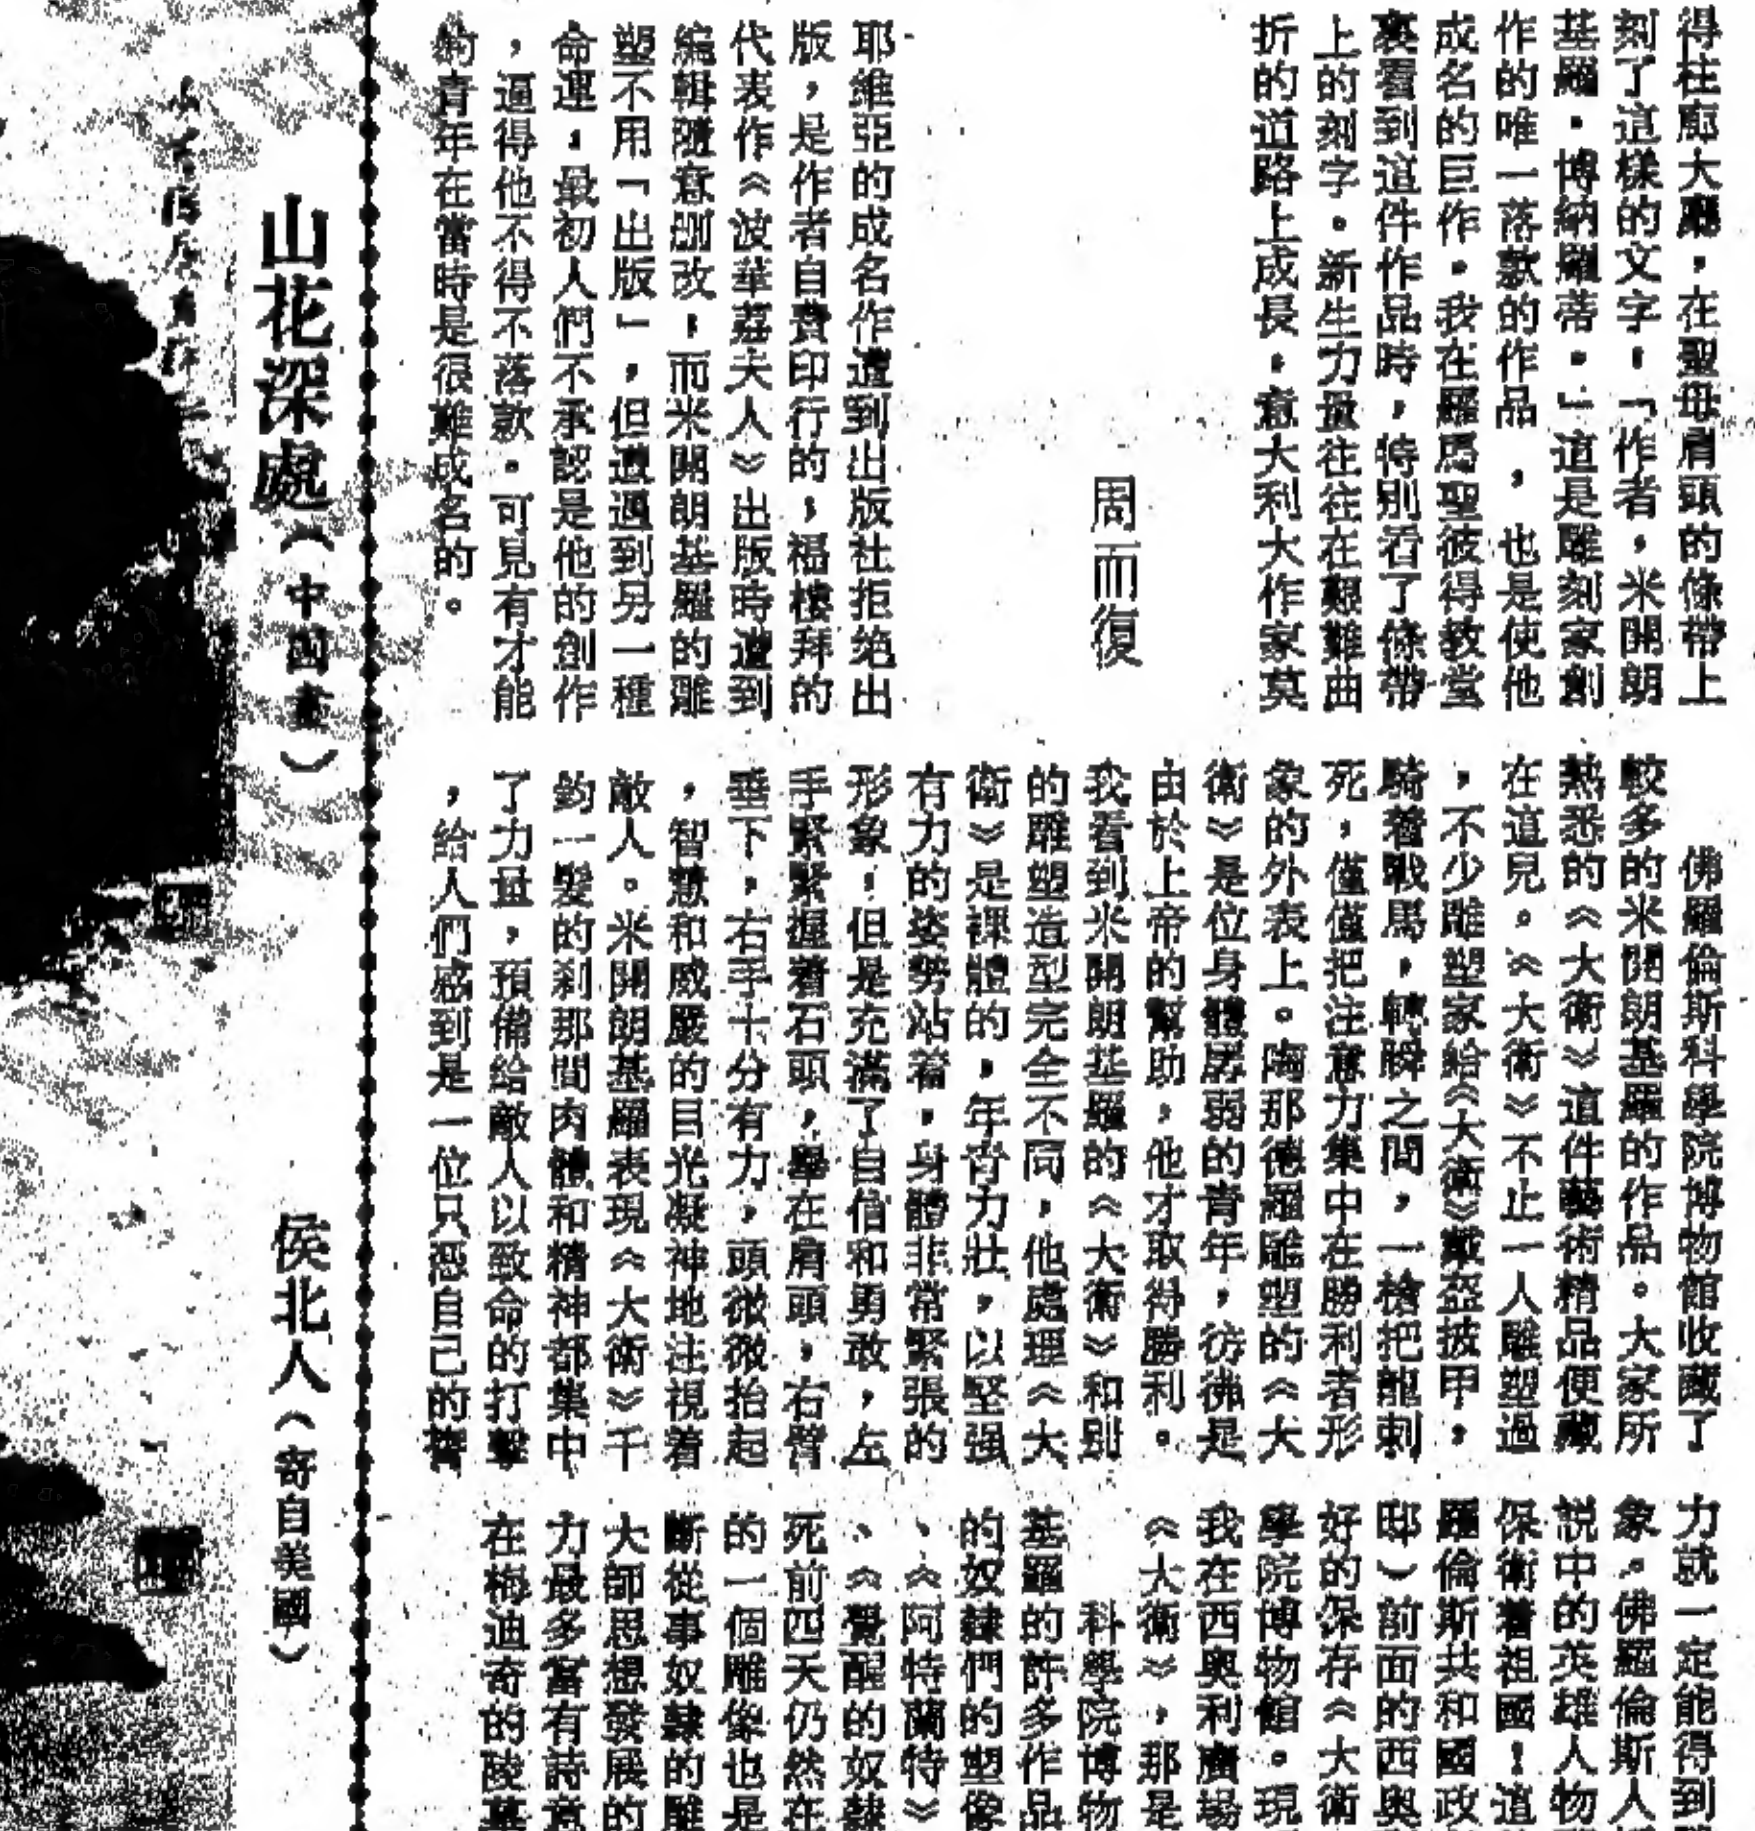 得柱廊大廳，在聖母肩頭的條帶上
刻了這樣的文字：「作者，米開朗
基羅·博納羅蒂。」這是雕刻家創
作的唯一落款的作品，也是使他
成名的巨作。我在羅馬聖彼得教堂
裏看到這件作品時，特別看了條帶
上的刻字。新生力量往往在艱難曲
折的道路上成長，意大利大作家莫
周而復
耶維亞的成名作遭到出版社拒绝出
版，是作者自費印行的；福樓拜的
代表作《波華荔夫人》出版時遭到
編輯隨意删改；而米開朗基羅的雕
塑不用「出版」，但遭遇到另一種
命運，最初人們不承認是他的創作
，逼得他不得不落款。可見有才能
的青年在當時是很難成名的。
佛羅倫斯科學院博物館收藏了
較多的米開朗基羅的作品。大家所
熱悉的《大衛》這件藝術精品便藏
在這兒。《大衛》不止一人雕塑過
，不少雕塑家給《大衛》戴盔披甲，
騎着戰馬，轉瞬之間，一槍把龍刺
死，僅僅把注意力集中在勝利者形
象的外表上。陶那德羅雕塑的《大
衛》是位身體孱弱的青年，彷彿是
由於上帝的幫助，他才取得勝利。
我看到米開朗基羅的《大衛》和别
的雕塑造型完全不同，他處理《大
衛》是裸體的，年青力壯，以堅强
有力的姿勢站着，身體非常緊張的
形象，但是充滿了自信和勇敢，左
手緊緊握着石頭，舉在肩頭，右臂
垂下，右手十分有力，頭微微抬起
，智慧和威嚴的目光凝神地注視着
敵人。米開朗基羅表現《大衛》千
鈞一髮的刹那間肉體和精神都集中
了力量，預備給敵人以致命的打擊
，給人們感到是一位只憑自己的膂
力就一定能得到
象。佛羅倫斯人
説中的英雄人物
保衛着祖國！這
羅倫斯共和國政
邸）前面的西奥
好的保存《大衛
學院博物館。現
我在西奥利廣場
《大衛》，那是
科學院博物
基羅的許多作品
的奴隸們的塑像
、《阿特蘭特》
、《覺醒的奴隸
死前四天仍然在
的一個雕像也是
斷從事奴隸的雕
大師思想發展的
力最多富有詩意
在梅迪奇的陵墓
山花深處（中国畫）
侯北人（寄自美國）